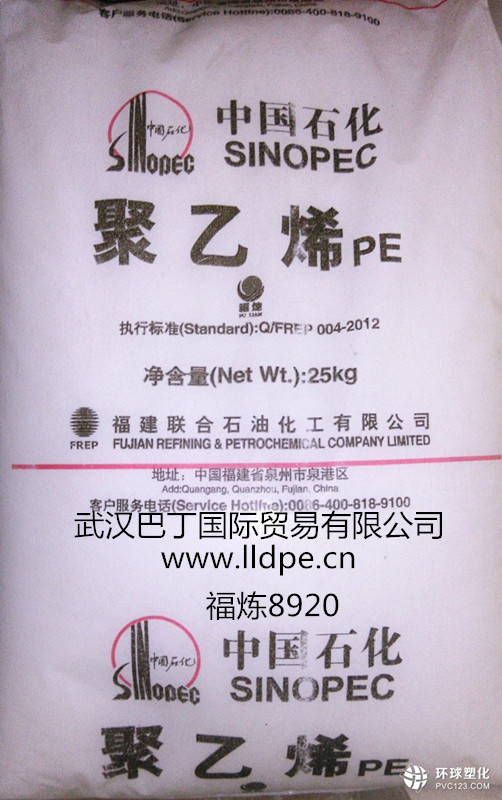 客户服务电话(Service Hotline):0086-400-818-9100
中国石化
SINOPEC
中国石化
SINOPEC
聚乙烯PE
福炼
FU LIAN
执行标准(Standard):Q/FREP 004-2012
净含量(Net Wt.):25kg
FREP
福建联合石油化工有限公司
FUJIAN REFINING & PETROCHEMICAL COMPANY LIMITED
地址：中国福建省泉州市泉港区
Add:Quangang, Quanzhou, Fujian, China
客户服务电话(Service Hotline):0086-400-818-9100
武汉巴丁国际贸易有限公司
www.lldpe.cn
福炼8920
中国石化
SINOPEC
中国石化
SINOPEC
聚乙烯PE
环球塑化
PVC123.COM